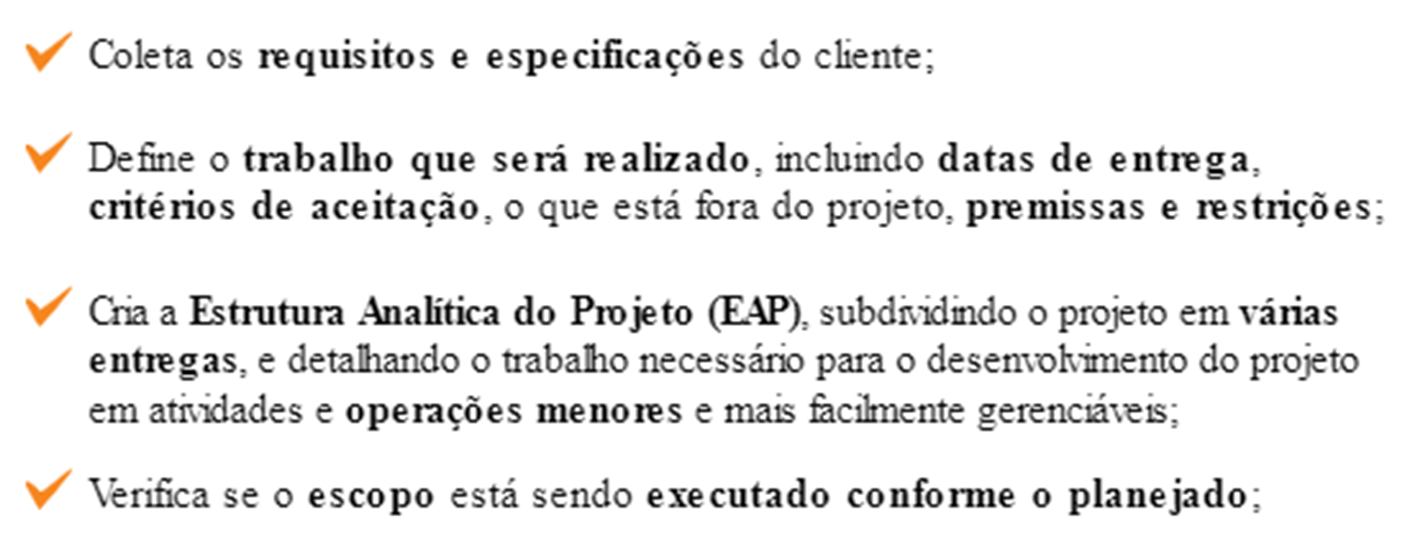 Coleta os requisitos e especificações do cliente;
Define o trabalho que será realizado, incluindo datas de entrega,
critérios de aceitação, o que está fora do projeto, premissas e restrições;
Cria a Estrutura Analítica do Projeto (EAP), subdividindo o projeto em várias
entregas, e detalhando o trabalho necessário para o desenvolvimento do projeto
em atividades e operações menores e mais facilmente gerenciáveis;
Verifica se o escopo está sendo executado conforme o planejado;